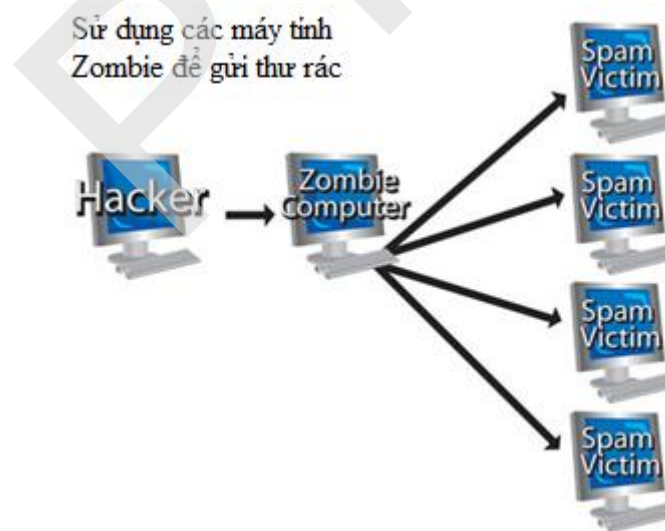 Sử dụng các máy tính
Zombie để gửi thư rác
Spam
Victim
Hacker
Zombie
Computer
Spam
Victim
Spam
Victim
Spam
Victim